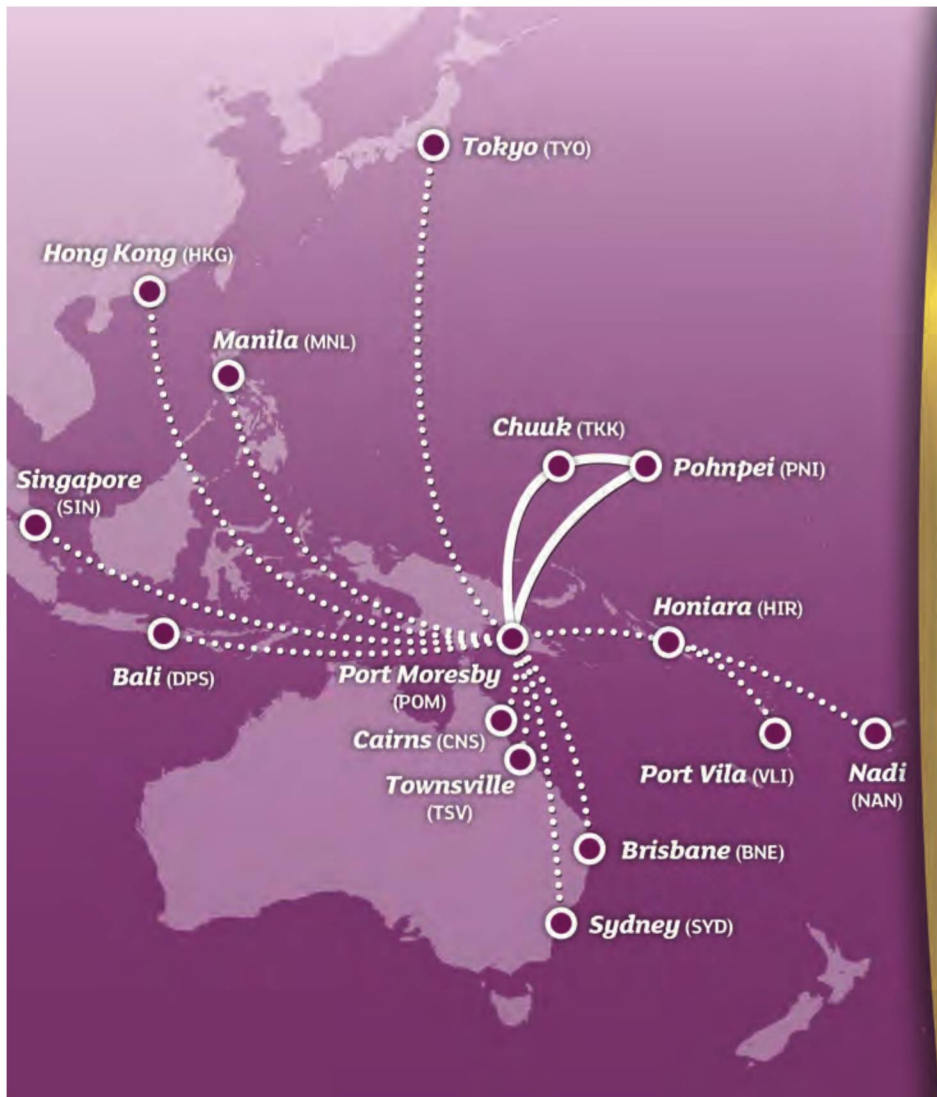 Tokyo (TYO)
Hong Kong (HKG)
Manila (MNL)
Chuuk (TKK)
Pohnpei (PNI)
Singapore
(SIN)
Honiara (HIR)
Bali (DPS)
Port Moresby
(POM)
Cairns (CNS)
Townsville
(TSV)
Port Vila (VLI)
Nadi
(NAN)
Brisbane (BNE)
Sydney (SYD)